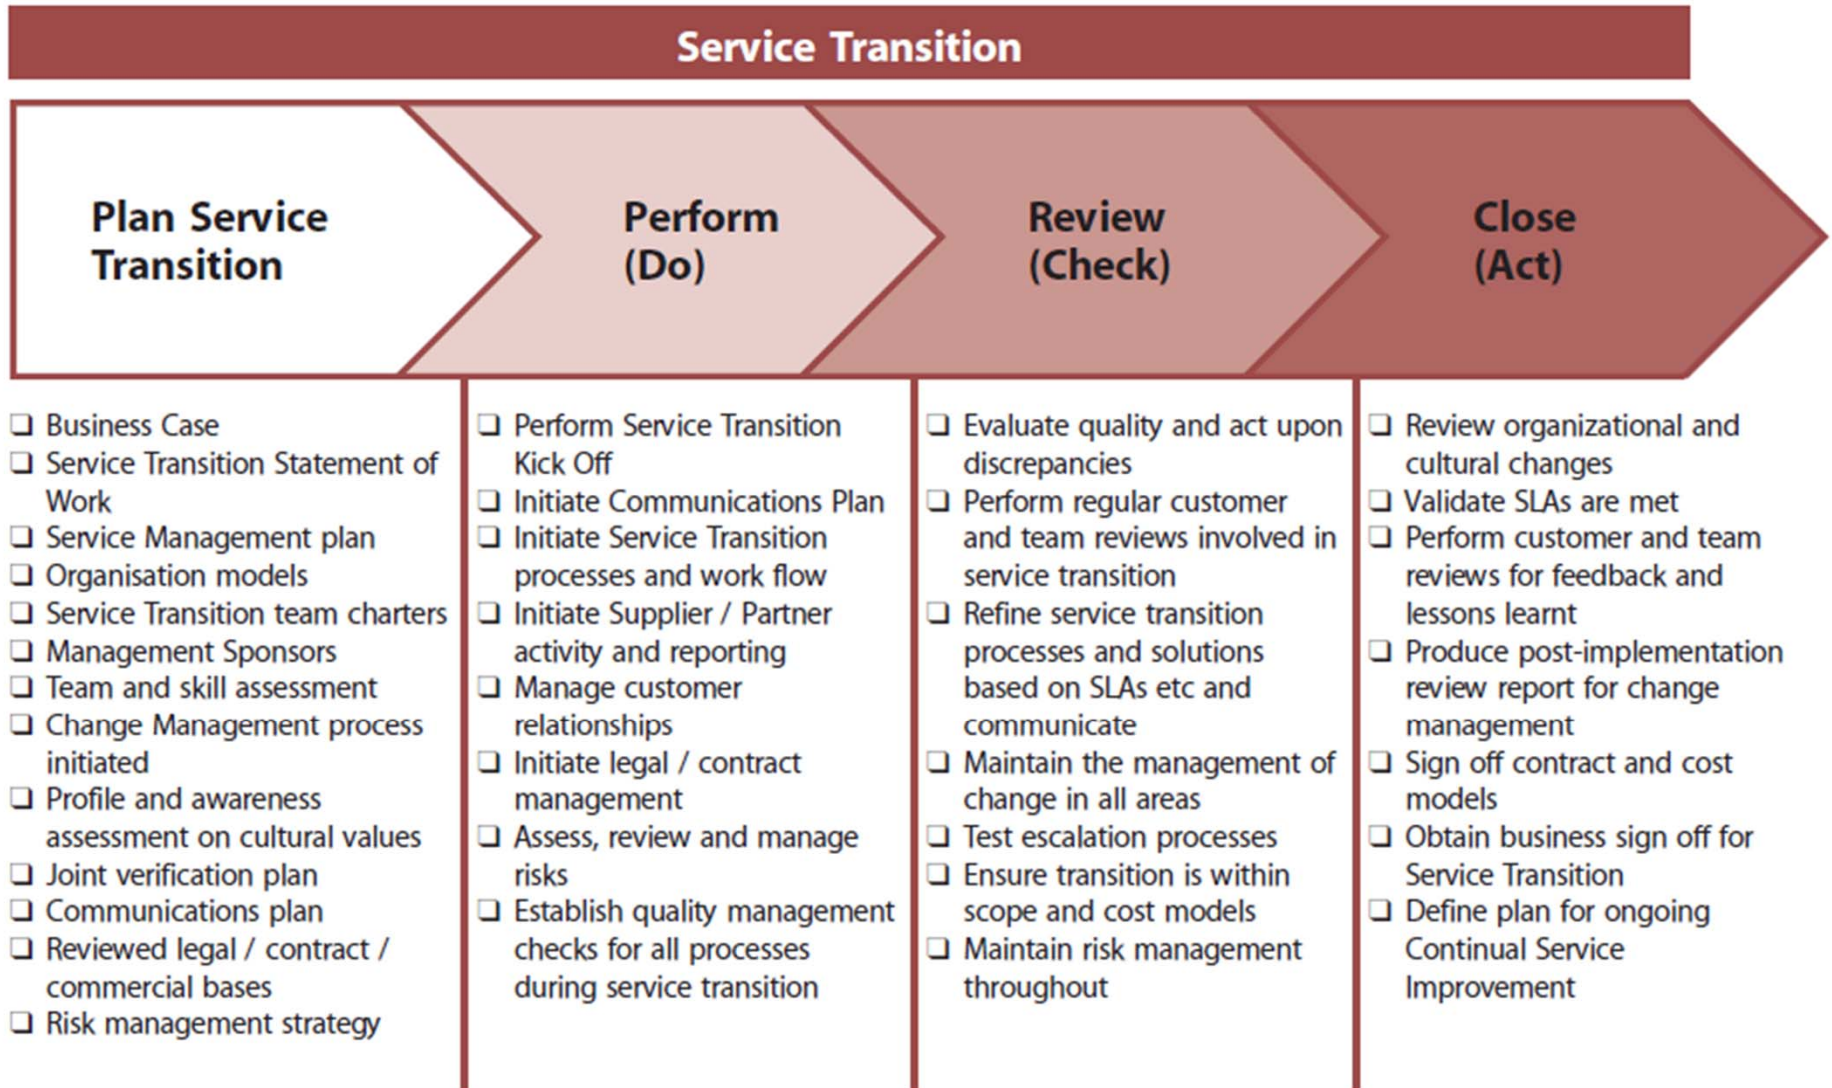 Service Transition
Plan Service
Transition
Perform
(Do)
Review
(Check)
Close
(Act)
❑ Business Case
❑ Service Transition Statement of
Work
❑ Service Management plan
❑ Organisation models
❑ Service Transition team charters
❑ Management Sponsors
❑ Team and skill assessment
❑ Change Management process
initiated
❑ Profile and awareness
assessment on cultural values
❑ Joint verification plan
❑ Communications plan
❑ Reviewed legal / contract /
commercial bases
❑ Risk management strategy
❑ Perform Service Transition
Kick Off
❑ Initiate Communications Plan
❑ Initiate Service Transition
processes and work flow
❑ Initiate Supplier / Partner
activity and reporting
❑ Manage customer
relationships
❑ Initiate legal / contract
management
❑ Assess, review and manage
risks
❑ Establish quality management
checks for all processes
during service transition
❑ Evaluate quality and act upon
discrepancies
❑ Perform regular customer
and team reviews involved in
service transition
❑ Refine service transition
processes and solutions
based on SLAs etc and
communicate
❑ Maintain the management of
change in all areas
❑ Test escalation processes
❑ Ensure transition is within
scope and cost models
❑ Maintain risk management
throughout
❑ Review organizational and
cultural changes
❑ Validate SLAs are met
❑ Perform customer and team
reviews for feedback and
lessons learnt
❑ Produce post-implementation
review report for change
management
❑ Sign off contract and cost
models
❑ Obtain business sign off for
Service Transition
❑ Define plan for ongoing
Continual Service
Improvement